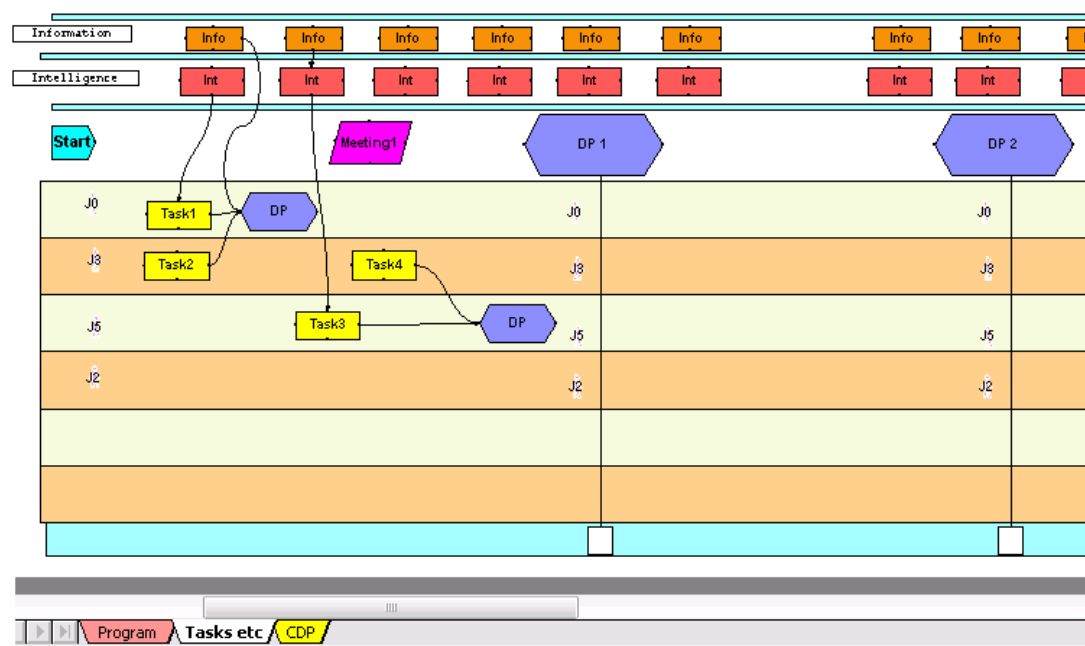 Information Info Info Info Info Info Info Info Info
Intelligence Int Int Int Int Int Int Int Int
Start Meeting1 DP 1 DP 2
J0 Task1 DP J0 J0
J3 Task2 Task4 J3 J3
J5 Task3 DP J5 J5
J2 J2 J2
Program Tasks etc CDP